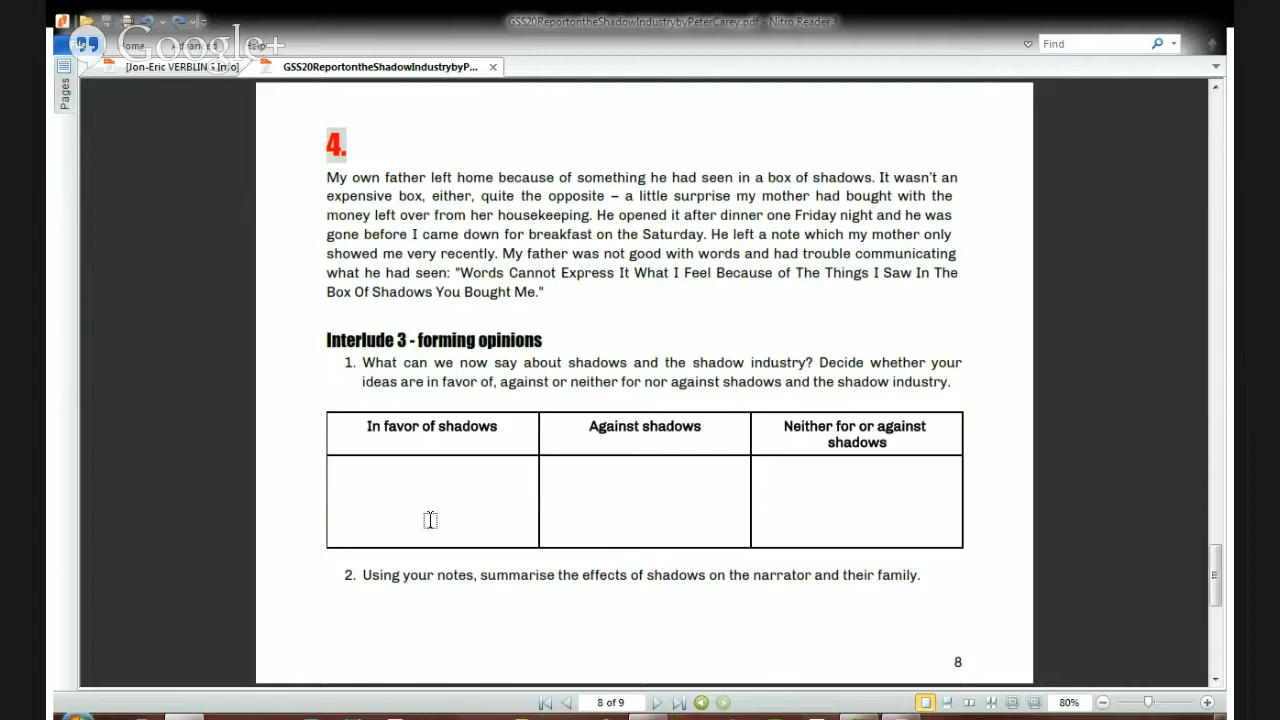 GSS20ReportontheShadowIndustrybyPeterCarey.pdf - Nitro Reader 3
Google+
Home Advanced Help
Find
[Jon-Eric VERBLING Info]
GSS20ReportontheShadowIndustrybyP...
Pages
4.
My own father left home because of something he had seen in a box of shadows. It wasn't an
expensive box, either, quite the opposite – a little surprise my mother had bought with the
money left over from her housekeeping. He opened it after dinner one Friday night and he was
gone before I came down for breakfast on the Saturday. He left a note which my mother only
showed me very recently. My father was not good with words and had trouble communicating
what he had seen: "Words Cannot Express It What I Feel Because of The Things I Saw In The
Box Of Shadows You Bought Me."
Interlude 3 - forming opinions
1. What can we now say about shadows and the shadow industry? Decide whether your
ideas are in favor of, against or neither for nor against shadows and the shadow industry.
In favor of shadows
Against shadows
Neither for or against
shadows
2. Using your notes, summarise the effects of shadows on the narrator and their family.
8
8 of 9
80%